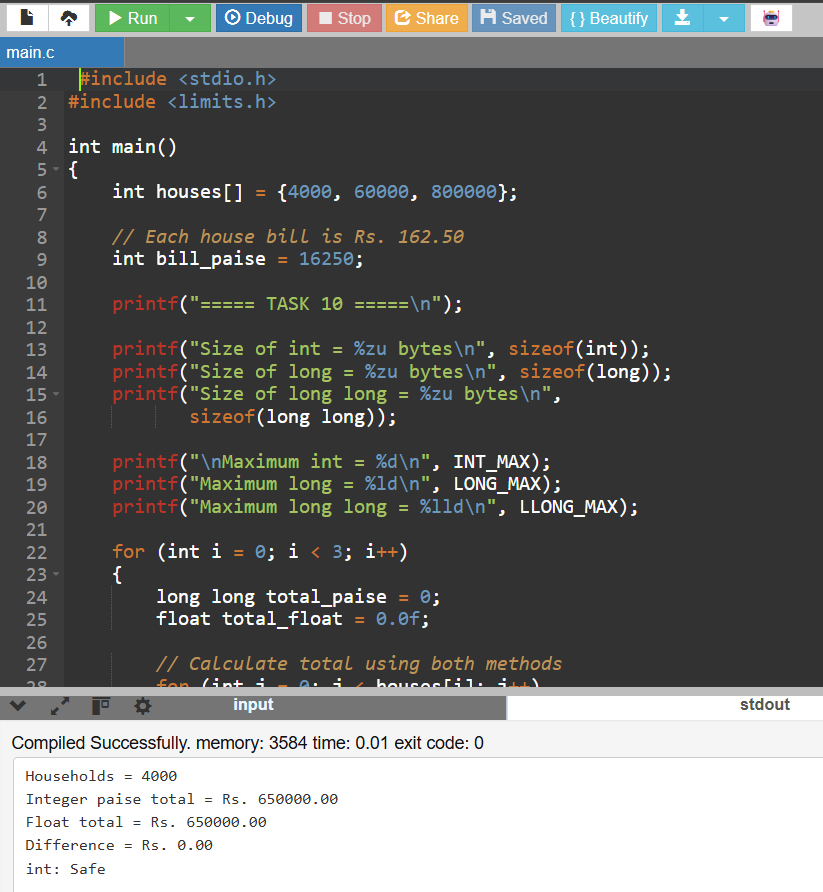 Run Debug Stop Share Saved { } Beautify
main.c
1 #include <stdio.h>
2 #include <limits.h>
3
4 int main()
5 {
6     int houses[] = {4000, 60000, 800000};
7
8     // Each house bill is Rs. 162.50
9     int bill_paise = 16250;
10
11     printf("===== TASK 10 =====\n");
12
13     printf("Size of int = %zu bytes\n", sizeof(int));
14     printf("Size of long = %zu bytes\n", sizeof(long));
15     printf("Size of long long = %zu bytes\n",
16            sizeof(long long));
17
18     printf("\nMaximum int = %d\n", INT_MAX);
19     printf("Maximum long = %ld\n", LONG_MAX);
20     printf("Maximum long long = %lld\n", LLONG_MAX);
21
22     for (int i = 0; i < 3; i++)
23     {
24         long long total_paise = 0;
25         float total_float = 0.0f;
26
27         // Calculate total using both methods
28         for (int j = 0; j < houses[i]; j++)
input stdout
Compiled Successfully. memory: 3584 time: 0.01 exit code: 0
Households = 4000
Integer paise total = Rs. 650000.00
Float total = Rs. 650000.00
Difference = Rs. 0.00
int: Safe